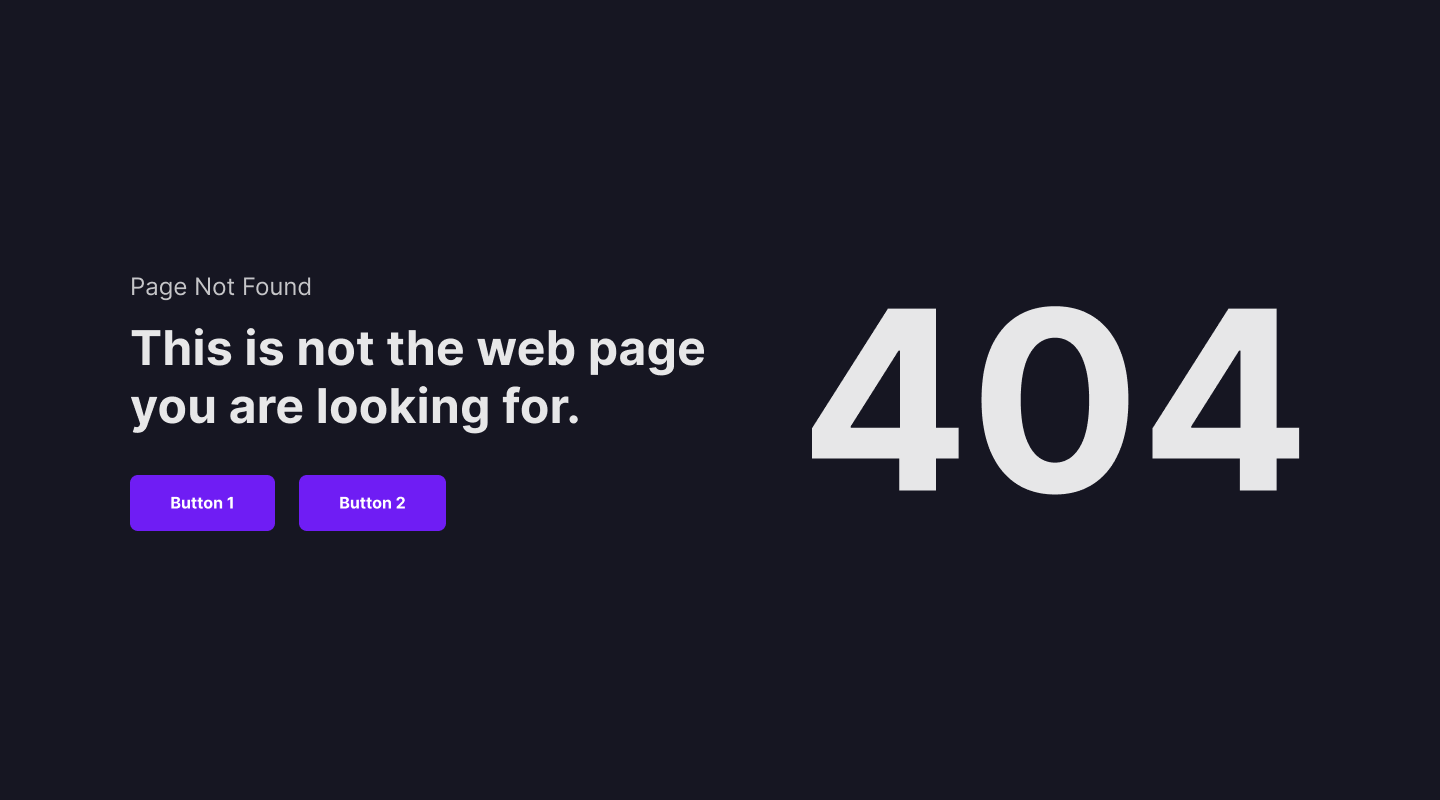 Page Not Found
This is not the web page
you are looking for.
Button 1
Button 2
404